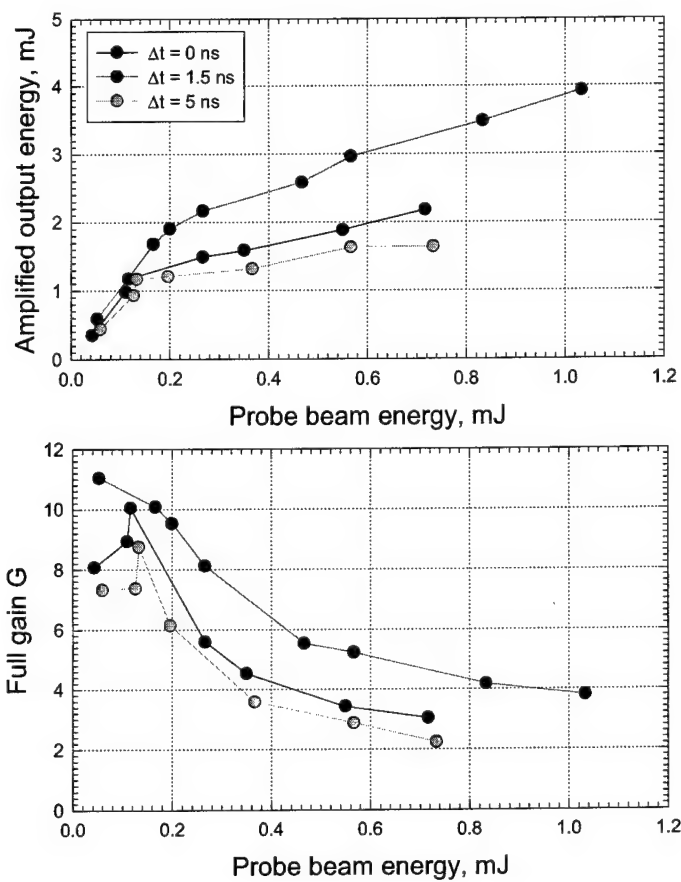 Amplified output energy, mJ
5
4
3
2
1
0
Δt = 0 ns
Δt = 1.5 ns
Δt = 5 ns
0.0 0.2 0.4 0.6 0.8 1.0 1.2
Probe beam energy, mJ
Full gain G
12
10
8
6
4
2
0
0.0 0.2 0.4 0.6 0.8 1.0 1.2
Probe beam energy, mJ